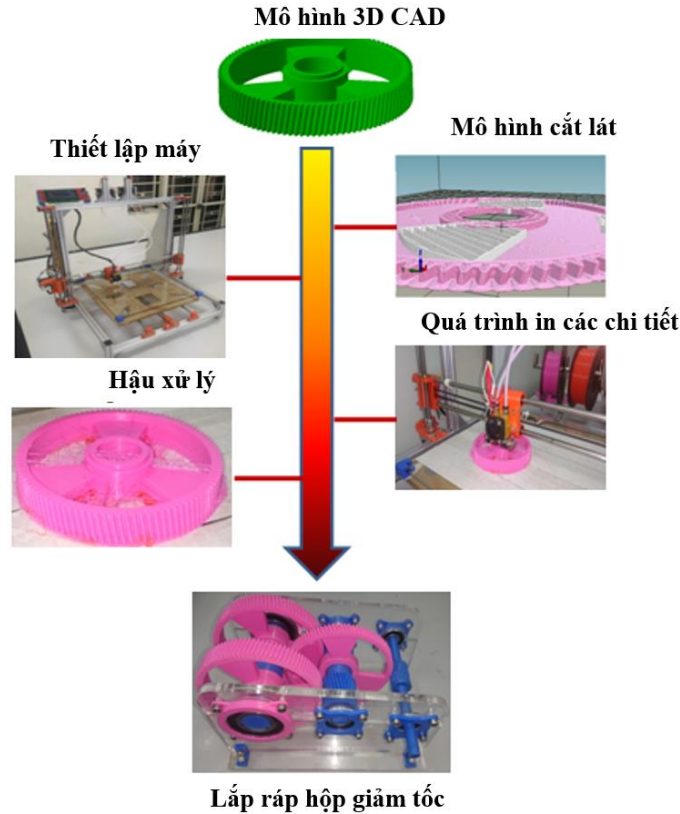 Mô hình 3D CAD
Mô hình cắt lát
Thiết lập máy
Quá trình in các chi tiết
Hậu xử lý
Lắp ráp hộp giảm tốc